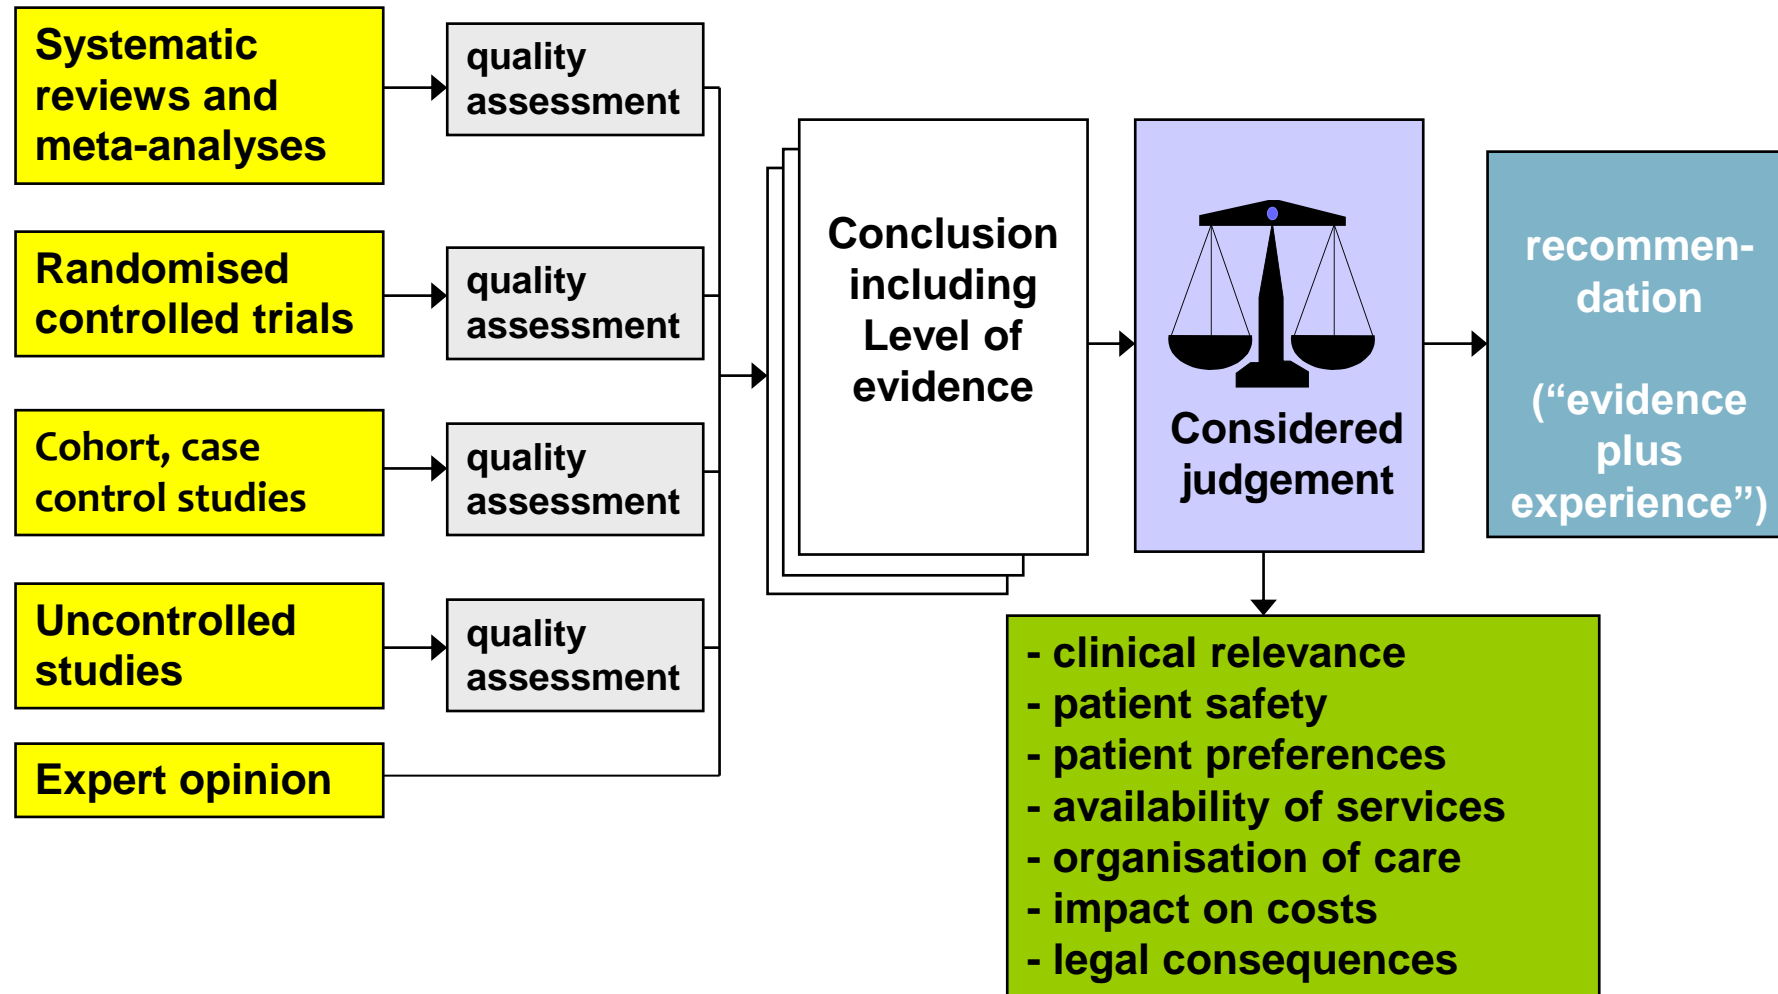 Systematic
reviews and
meta-analyses
quality
assessment
Randomised
controlled trials
quality
assessment
Cohort, case
control studies
quality
assessment
Uncontrolled
studies
quality
assessment
Expert opinion
Conclusion
including
Level of
evidence
Considered
judgement
recommen-
dation
(“evidence
plus
experience”)
- clinical relevance
- patient safety
- patient preferences
- availability of services
- organisation of care
- impact on costs
- legal consequences